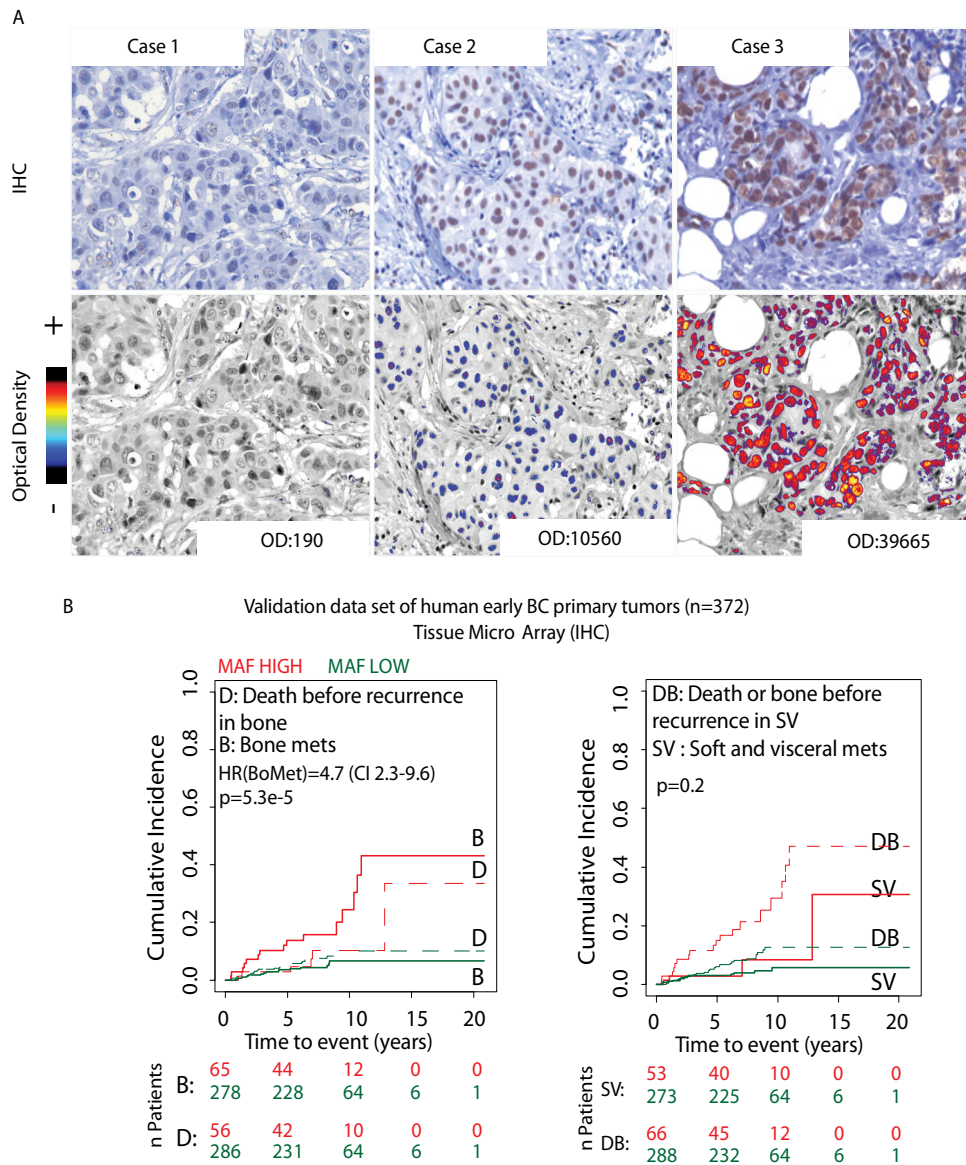 A
Case 1
Case 2
Case 3
IHC
+
Optical Density
-
OD:190
OD:10560
OD:39665
B
Validation data set of human early BC primary tumors (n=372)
Tissue Micro Array (IHC)
MAF HIGH MAF LOW
D: Death before recurrence
in bone
B: Bone mets
HR(BoMet)=4.7 (CI 2.3-9.6)
p=5.3e-5
Cumulative Incidence
1.0
0.8
0.6
0.4
0.2
0.0
B
D
D
B
0 5 10 15 20
Time to event (years)
n Patients
B:
65 44 12 0 0
278 228 64 6 1
D:
56 42 10 0 0
286 231 64 6 1
DB: Death or bone before
recurrence in SV
SV : Soft and visceral mets
p=0.2
Cumulative Incidence
1.0
0.8
0.6
0.4
0.2
0.0
DB
SV
DB
SV
0 5 10 15 20
Time to event (years)
n Patients
SV:
53 40 10 0 0
273 225 64 6 1
DB:
66 45 12 0 0
288 232 64 6 1